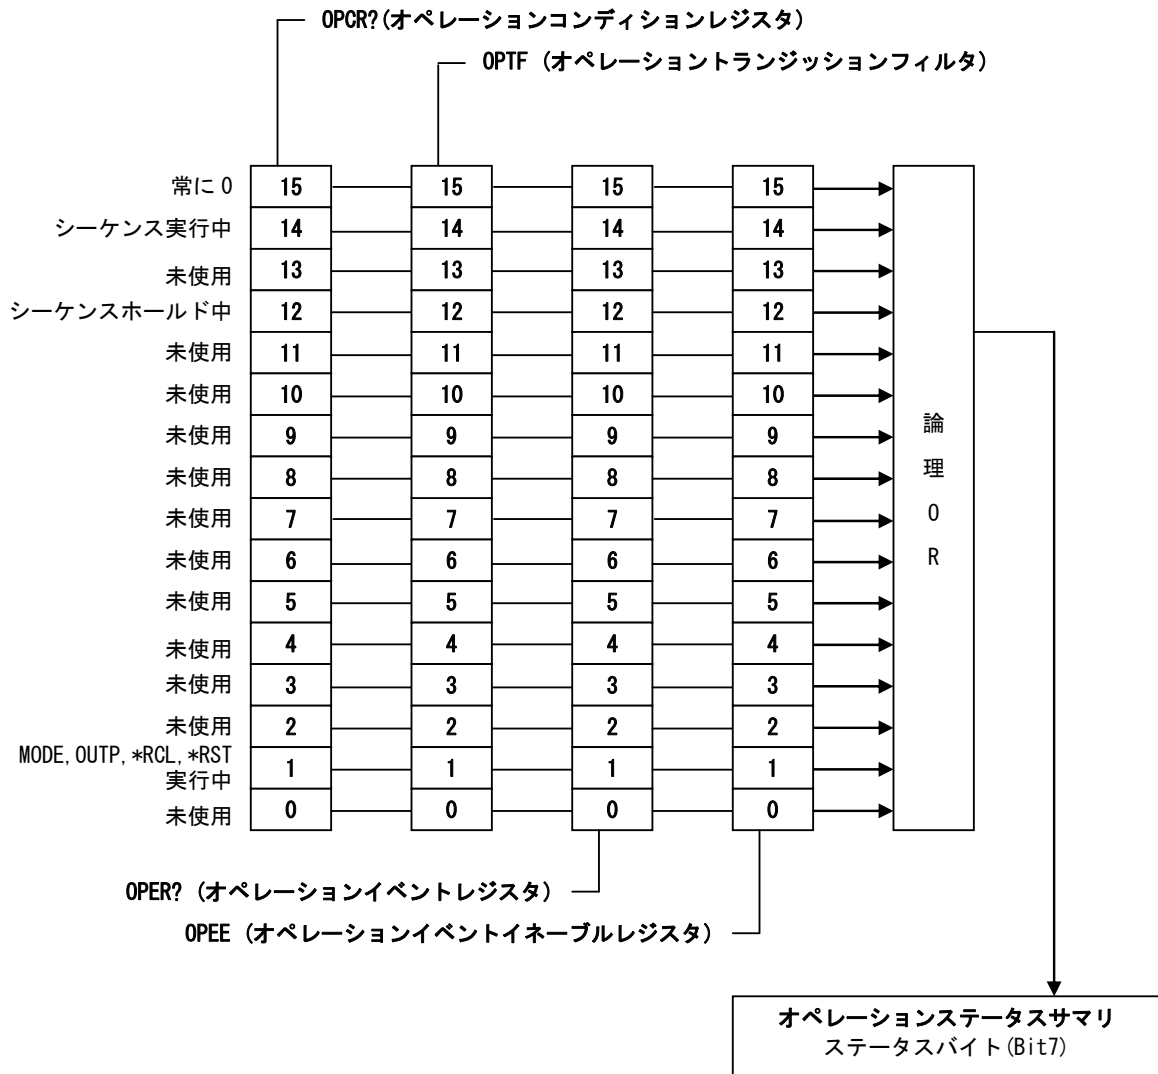 OPCR?(オペレーションコンディションレジスタ)
OPTF (オペレーショントランジッションフィルタ)
常に0 15 15 15 15
シーケンス実行中 14 14 14 14
未使用 13 13 13 13
シーケンスホールド中 12 12 12 12
未使用 11 11 11 11
未使用 10 10 10 10
未使用 9 9 9 9
未使用 8 8 8 8
未使用 7 7 7 7
未使用 6 6 6 6
未使用 5 5 5 5
未使用 4 4 4 4
未使用 3 3 3 3
未使用 2 2 2 2
MODE,OUTP,*RCL,*RST
実行中 1 1 1 1
未使用 0 0 0 0
論
理
O
R
OPER? (オペレーションイベントレジスタ)
OPEE (オペレーションイベントイネーブルレジスタ)
オペレーションステータスサマリ
ステータスバイト(Bit7)